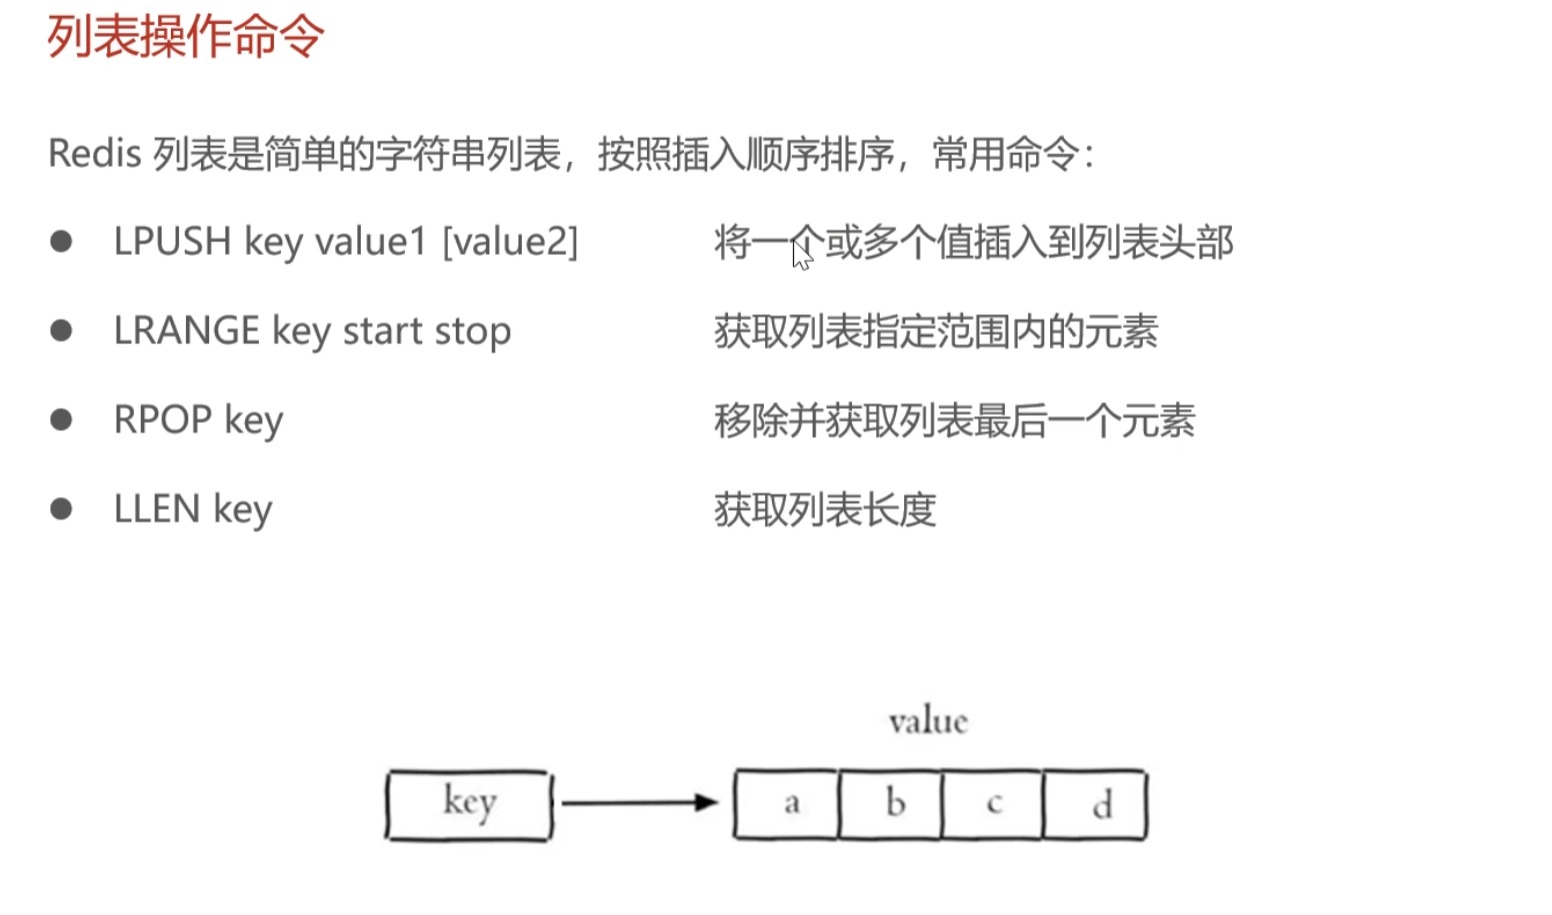 列表操作命令
Redis 列表是简单的字符串列表，按照插入顺序排序，常用命令：
● LPUSH key value1 [value2] 将一个或多个值插入到列表头部
● LRANGE key start stop 获取列表指定范围内的元素
● RPOP key 移除并获取列表最后一个元素
● LLEN key 获取列表长度
value
key a b c d